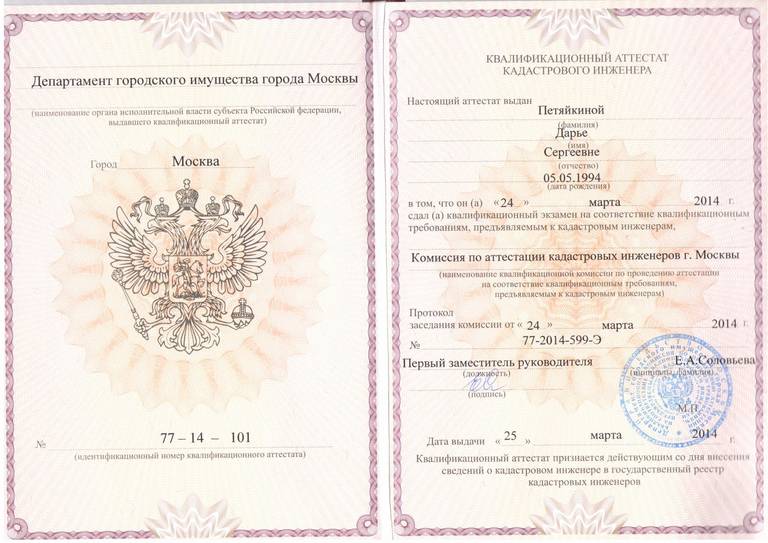 Департамент городского имущества города Москвы
(наименование органа исполнительной власти субъекта Российской федерации,
выдавшего квалификационный аттестат)
Город Москва
№ 77 – 14 – 101
(идентификационный номер квалификационного аттестата)
КВАЛИФИКАЦИОННЫЙ АТТЕСТАТ
КАДАСТРОВОГО ИНЖЕНЕРА
Настоящий аттестат выдан
Петяйкиной
(фамилия)
Дарье
(имя)
Сергеевне
(отчество)
05.05.1994
(дата рождения)
в том, что он (а) « 24 » марта 2014 г.
сдал (а) квалификационный экзамен на соответствие квалификационным
требованиям, предъявляемым к кадастровым инженерам,
Комиссия по аттестации кадастровых инженеров г. Москвы
(наименование квалификационной комиссии по проведению аттестации
на соответствие квалификационным требованиям,
предъявляемым к кадастровым инженерам)
Протокол
заседания комиссии от « 24 » марта 2014 г.
№ 77-2014-599-Э
Первый заместитель руководителя Е.А.Соловьева
(должность) (инициалы, фамилия)
(подпись)
М.П.
Дата выдачи « 25 » марта 2014 г.
Квалификационный аттестат признается действующим со дня внесения
сведений о кадастровом инженере в государственный реестр
кадастровых инженеров